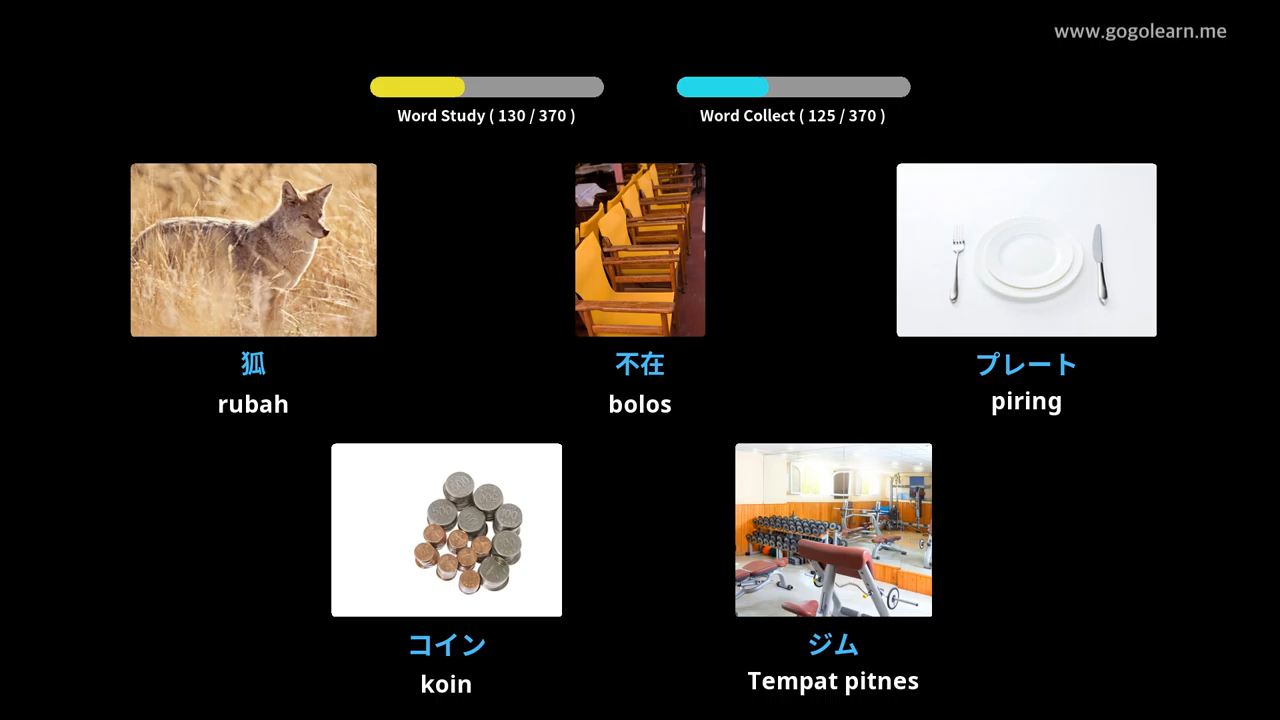 www.gogolearn.me
Word Study ( 130 / 370 )
Word Collect ( 125 / 370 )
狐
rubah
不在
bolos
プレート
piring
コイン
koin
ジム
Tempat pitnes